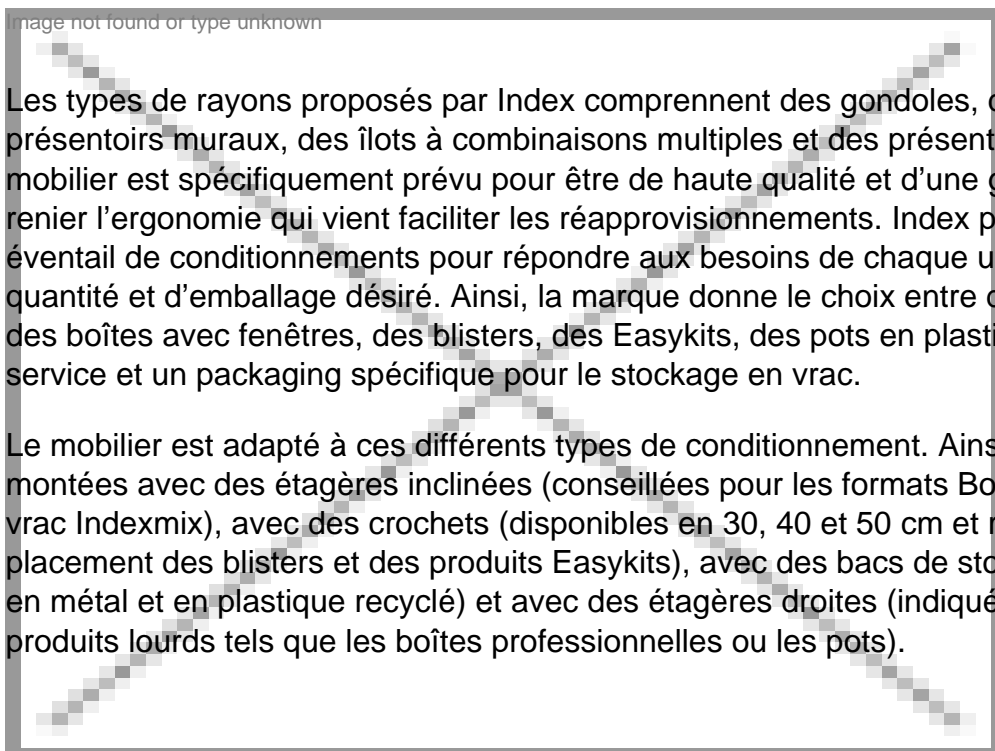 Image not found or type unknown
Les types de rayons proposés par Index comprennent des gondoles,
présentoirs muraux, des îlots à combinaisons multiples et des présent
mobilier est spécifiquement prévu pour être de haute qualité et d'une
renier l'ergonomie qui vient faciliter les réapprovisionnements. Index p
éventail de conditionnements pour répondre aux besoins de chaque u
quantité et d'emballage désiré. Ainsi, la marque donne le choix entre
des boîtes avec fenêtres, des blisters, des Easykits, des pots en plasti
service et un packaging spécifique pour le stockage en vrac.
Le mobilier est adapté à ces différents types de conditionnement. Ains
montées avec des étagères inclinées (conseillées pour les formats Bo
vrac Indexmix), avec des crochets (disponibles en 30, 40 et 50 cm et
placement des blisters et des produits Easykits), avec des bacs de sto
en métal et en plastique recyclé) et avec des étagères droites (indiqué
produits lourds tels que les boîtes professionnelles ou les pots).